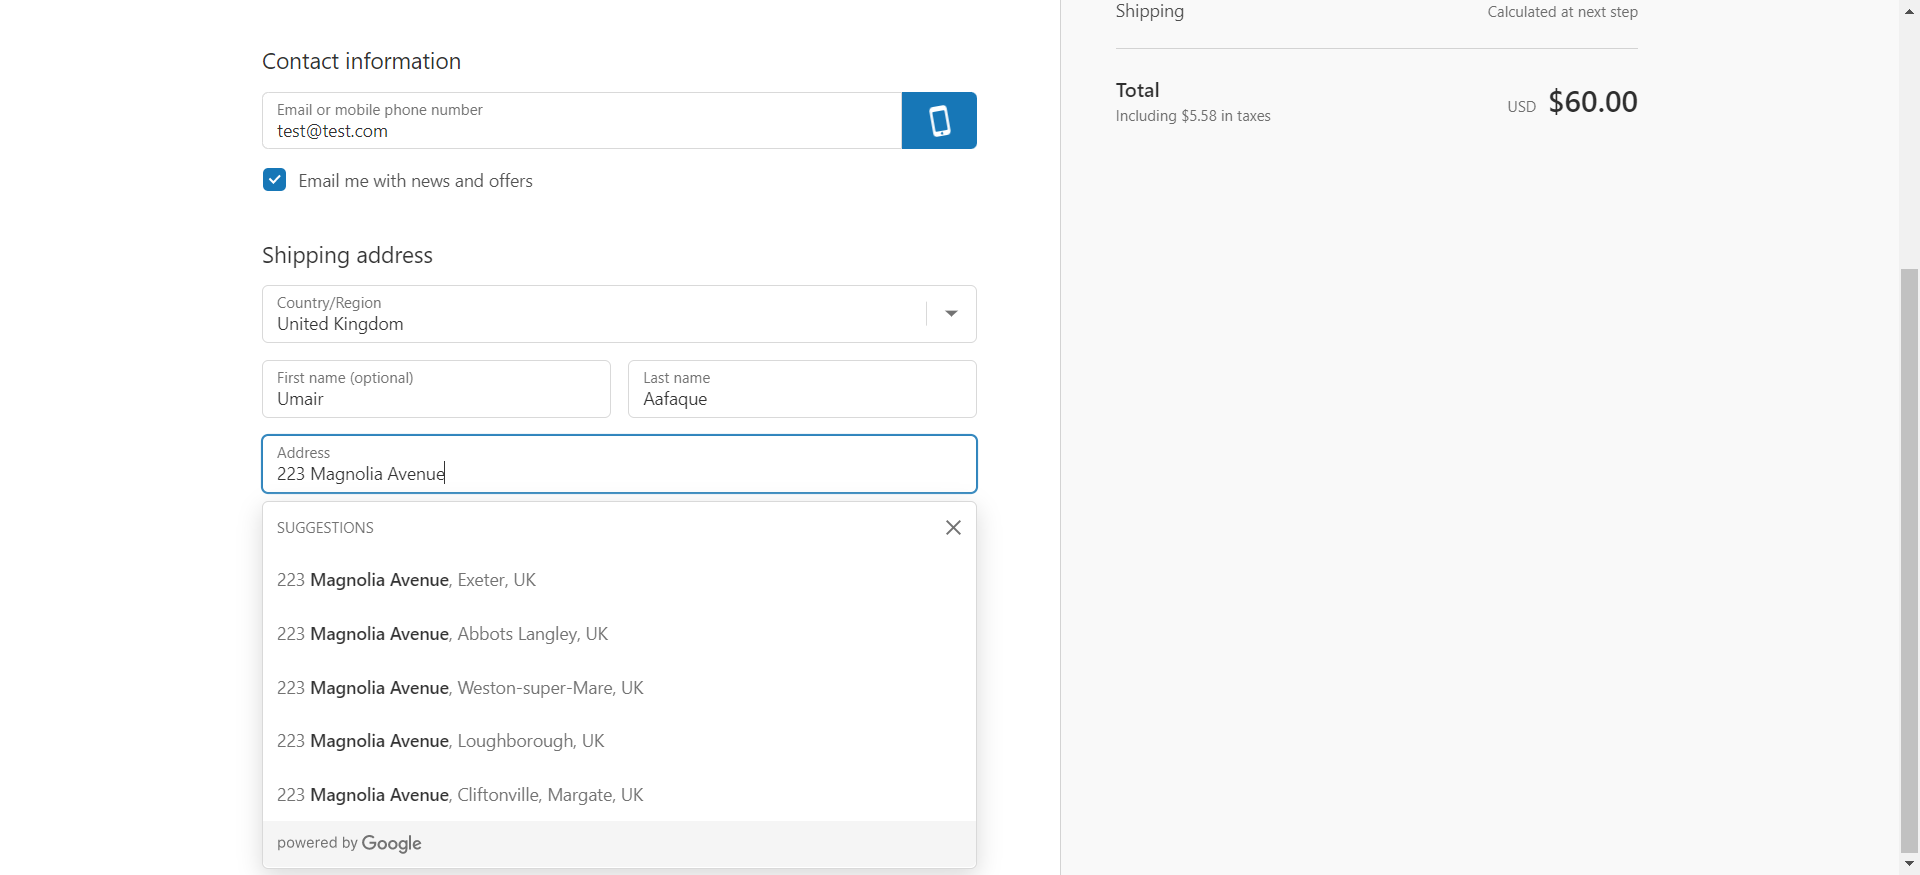 Contact information
Email or mobile phone number
test@test.com
Email me with news and offers
Shipping address
Country/Region
United Kingdom
First name (optional)
Umair
Last name
Aafaque
Address
223 Magnolia Avenue
SUGGESTIONS
223 Magnolia Avenue, Exeter, UK
223 Magnolia Avenue, Abbots Langley, UK
223 Magnolia Avenue, Weston-super-Mare, UK
223 Magnolia Avenue, Loughborough, UK
223 Magnolia Avenue, Cliftonville, Margate, UK
powered by Google
Shipping Calculated at next step
Total USD $60.00
Including $5.58 in taxes